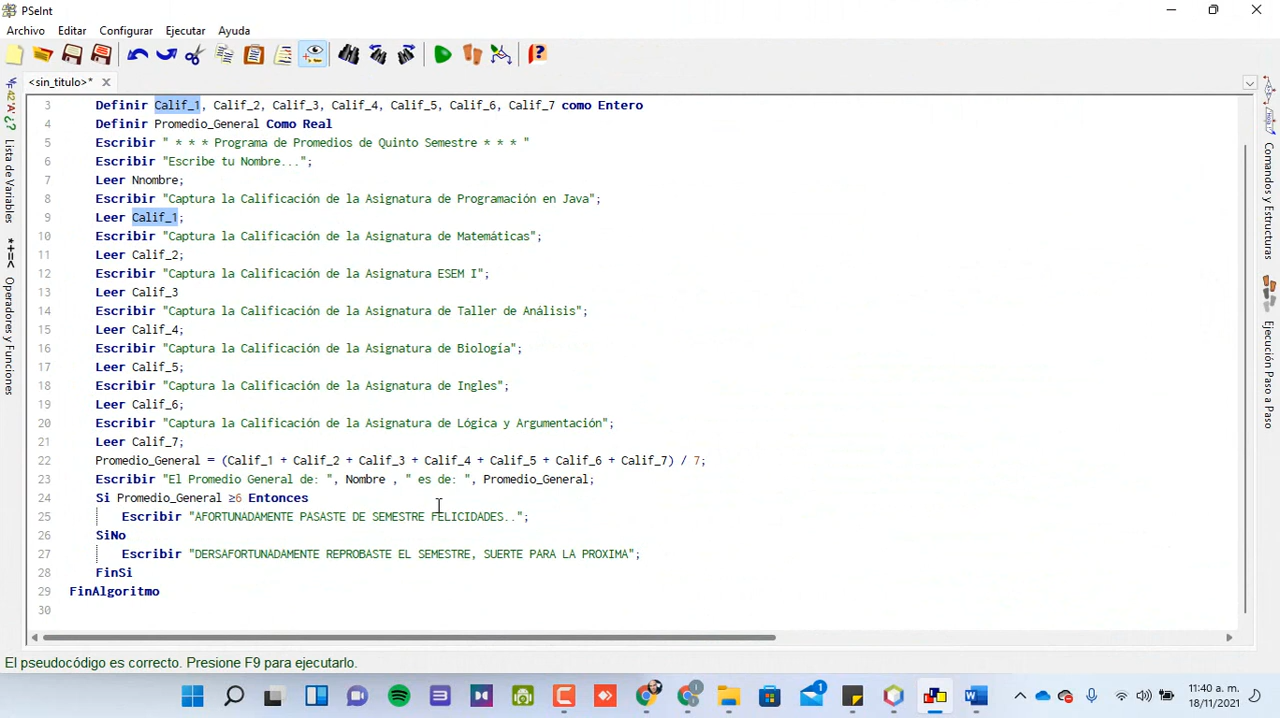 PSeInt
Archivo Editar Configurar Ejecutar Ayuda
<sin_titulo>*
Lista de Variables
Operadores y Funciones
3 Definir Calif_1, Calif_2, Calif_3, Calif_4, Calif_5, Calif_6, Calif_7 como Entero
4 Definir Promedio_General Como Real
5 Escribir " * * * Programa de Promedios de Quinto Semestre * * * "
6 Escribir "Escribe tu Nombre...";
7 Leer Nnombre;
8 Escribir "Captura la Calificación de la Asignatura de Programación en Java";
9 Leer Calif_1;
10 Escribir "Captura la Calificación de la Asignatura de Matemáticas";
11 Leer Calif_2;
12 Escribir "Captura la Calificación de la Asignatura ESEM I";
13 Leer Calif_3
14 Escribir "Captura la Calificación de la Asignatura de Taller de Análisis";
15 Leer Calif_4;
16 Escribir "Captura la Calificación de la Asignatura de Biología";
17 Leer Calif_5;
18 Escribir "Captura la Calificación de la Asignatura de Ingles";
19 Leer Calif_6;
20 Escribir "Captura la Calificación de la Asignatura de Lógica y Argumentación";
21 Leer Calif_7;
22 Promedio_General = (Calif_1 + Calif_2 + Calif_3 + Calif_4 + Calif_5 + Calif_6 + Calif_7) / 7;
23 Escribir "El Promedio General de: ", Nombre , " es de: ", Promedio_General;
24 Si Promedio_General ≥6 Entonces
25 Escribir "AFORTUNADAMENTE PASASTE DE SEMESTRE FELICIDADES..";
26 SiNo
27 Escribir "DERSAFORTUNADAMENTE REPROBASTE EL SEMESTRE, SUERTE PARA LA PROXIMA";
28 FinSi
29 FinAlgoritmo
30
Comandos y Estructuras
Ejecución Paso a Paso
El pseudocódigo es correcto. Presione F9 para ejecutarlo.
11:40 a. m.
18/11/2021